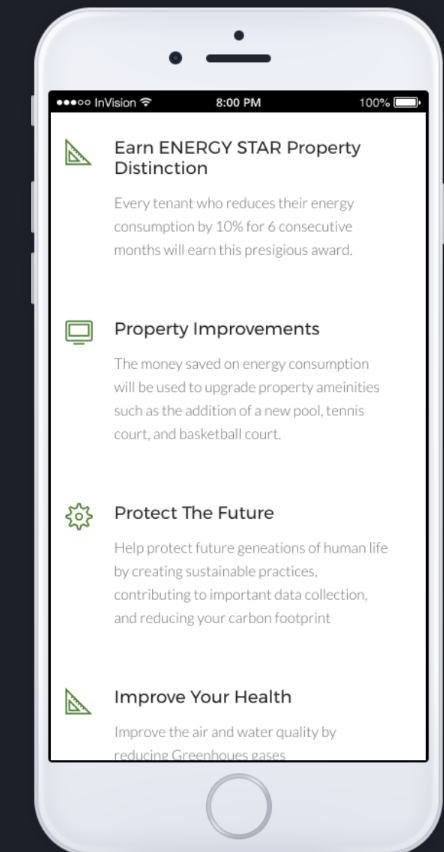 InVision
8:00 PM
100%
Earn ENERGY STAR Property
Distinction
Every tenant who reduces their energy
consumption by 10% for 6 consecutive
months will earn this presigious award.
Property Improvements
The money saved on energy consumption
will be used to upgrade property ameinities
such as the addition of a new pool, tennis
court, and basketball court.
Protect The Future
Help protect future geneations of human life
by creating sustainable practices,
contributing to important data collection,
and reducing your carbon footprint
Improve Your Health
Improve the air and water quality by
reducing Greenhoues gases